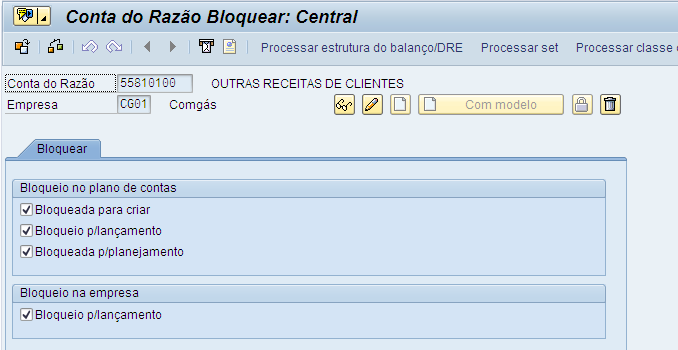 Conta do Razão Bloquear: Central
Processar estrutura do balanço/DRE Processar set Processar classe
Conta do Razão 55810100 OUTRAS RECEITAS DE CLIENTES
Empresa CG01 Comgás Com modelo
Bloquear
Bloqueio no plano de contas
Bloqueada para criar
Bloqueio p/lançamento
Bloqueada p/planejamento
Bloqueio na empresa
Bloqueio p/lançamento